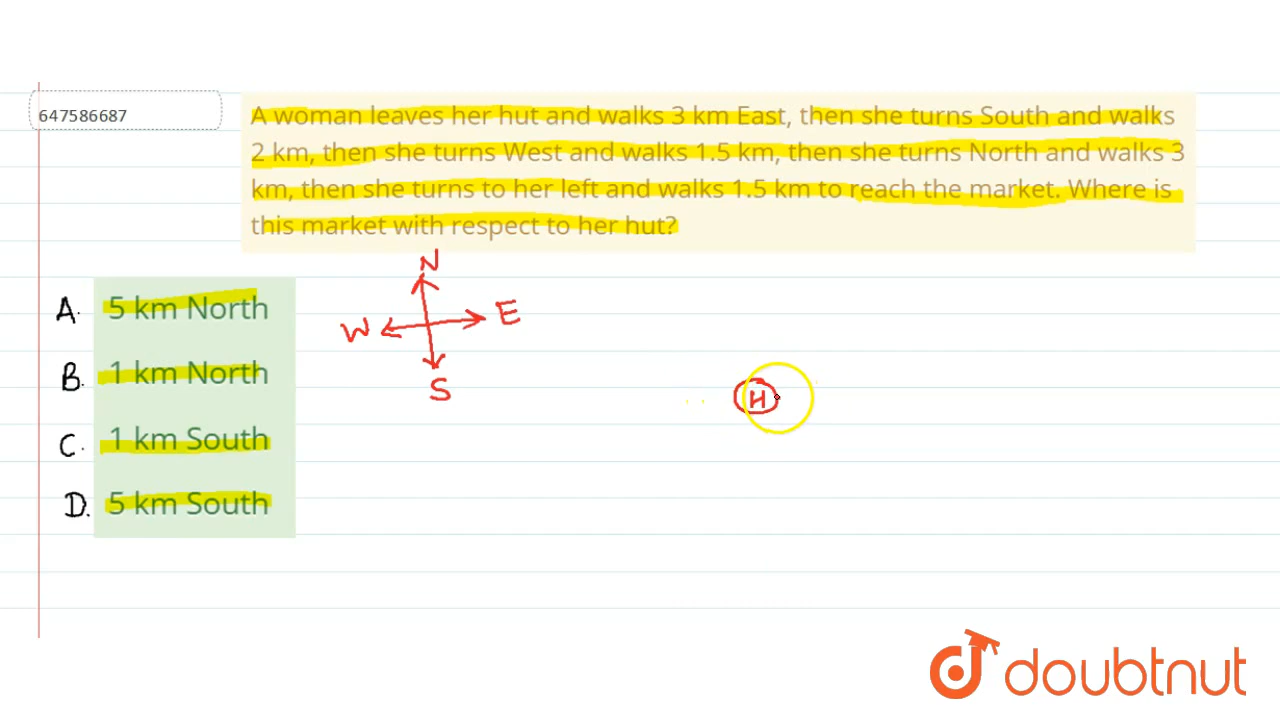 647586687
A woman leaves her hut and walks 3 km East, then she turns South and walks
2 km, then she turns West and walks 1.5 km, then she turns North and walks 3
km, then she turns to her left and walks 1.5 km to reach the market. Where is
this market with respect to her hut?
A. 5 km North
B. 1 km North
C. 1 km South
D. 5 km South
N
W E
S
H
doubtnut